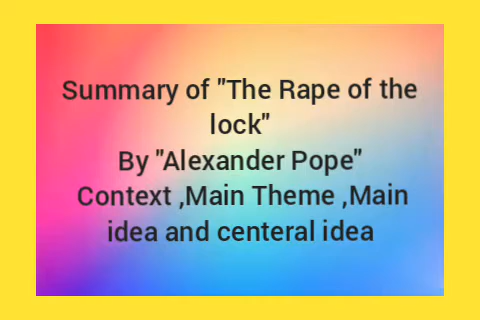 Summary of "The Rape of the
lock"
By "Alexander Pope"
Context ,Main Theme ,Main
idea and centeral idea